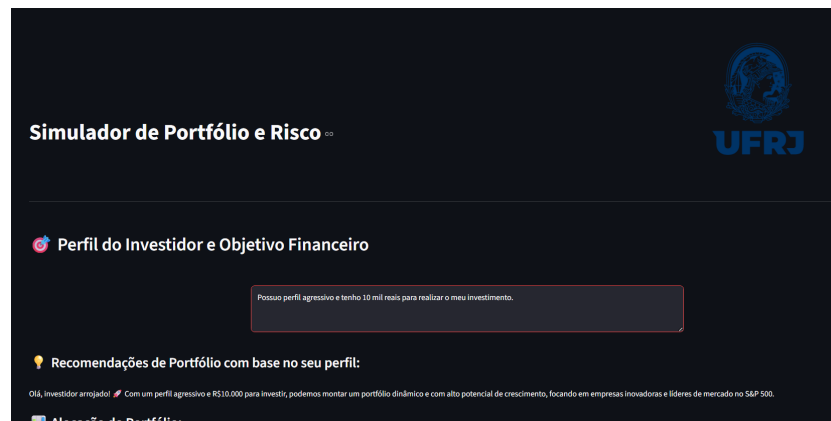 UFRJ
Simulador de Portfólio e Risco
🎯 Perfil do Investidor e Objetivo Financeiro
Possuo perfil agressivo e tenho 10 mil reais para realizar o meu investimento.
💡 Recomendações de Portfólio com base no seu perfil:
Olá, investidor arrojado! 🚀 Com um perfil agressivo e R$10.000 para investir, podemos montar um portfólio dinâmico e com alto potencial de crescimento, focando em empresas inovadoras e líderes de mercado no S&P 500.
📊 Alocação do Portfólio: